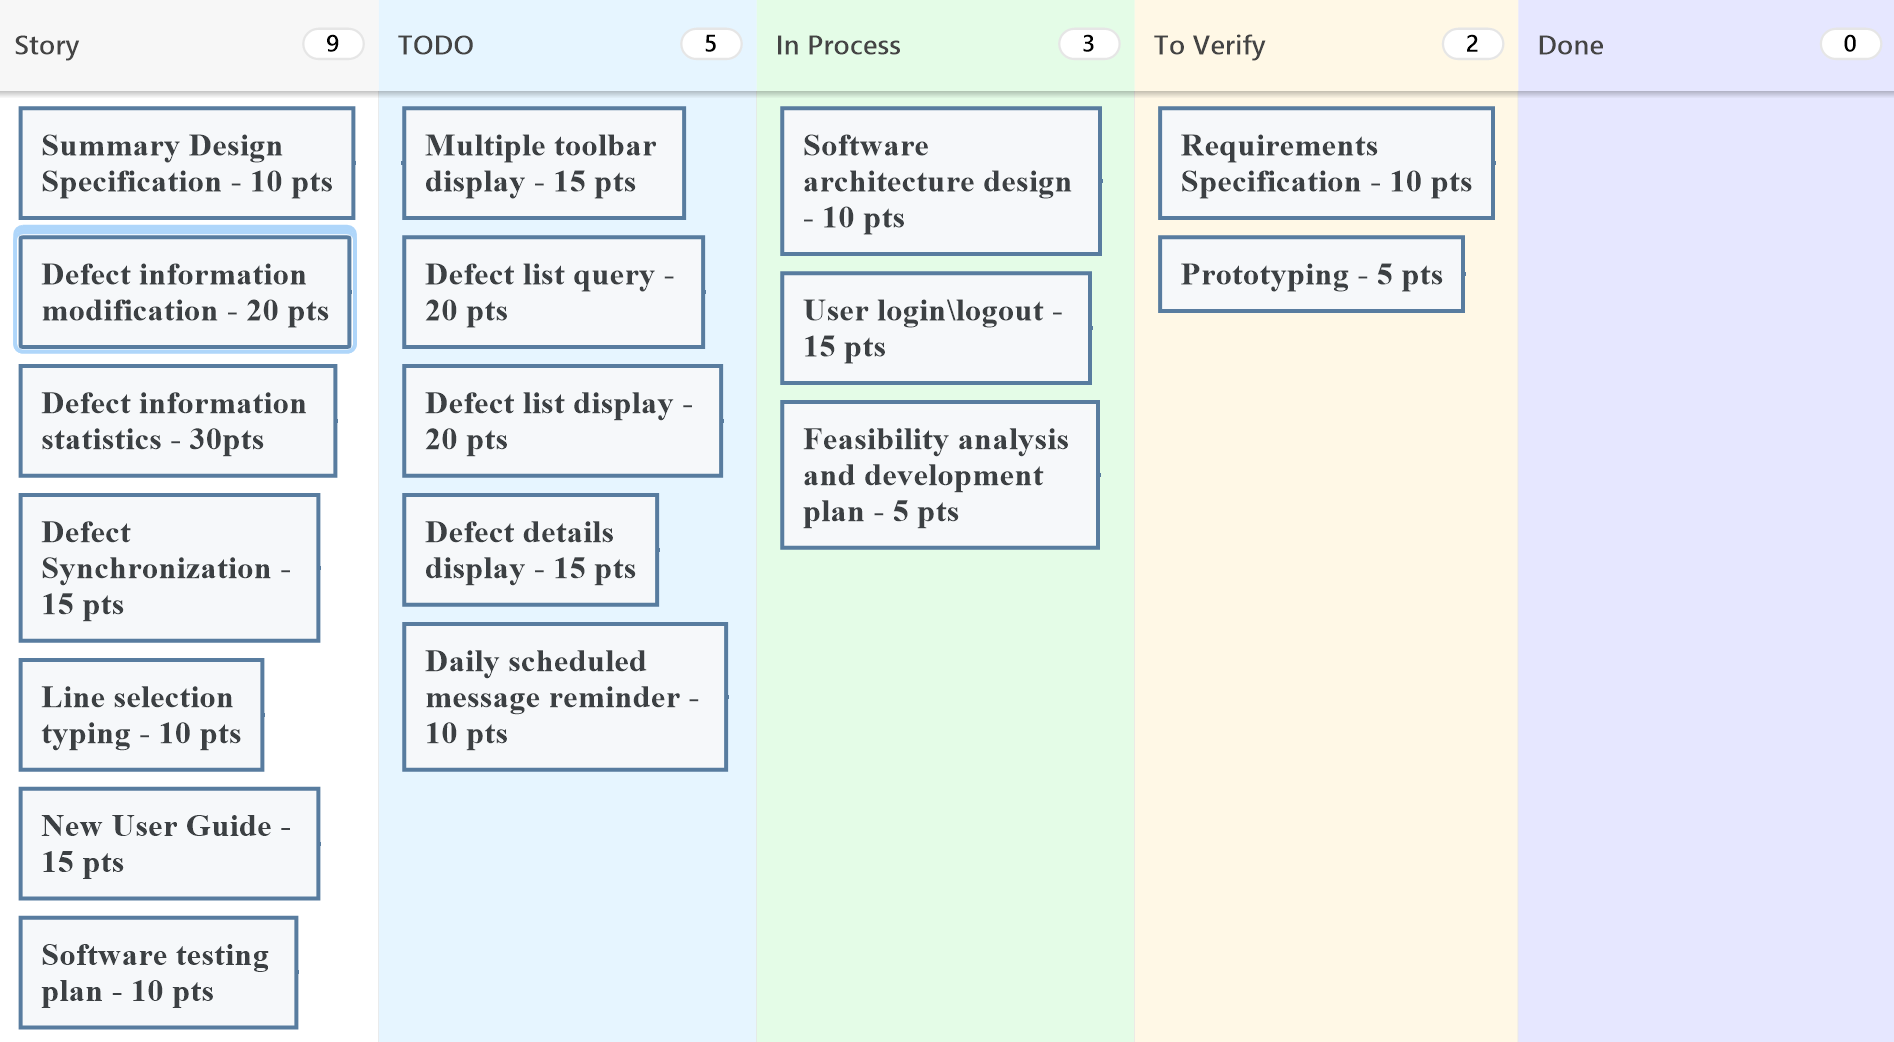 Story
9
TODO
5
In Process
3
To Verify
2
Done
0
Summary Design
Specification - 10 pts
Defect information
modification - 20 pts
Defect information
statistics - 30pts
Defect
Synchronization -
15 pts
Line selection
typing - 10 pts
New User Guide -
15 pts
Software testing
plan - 10 pts
Multiple toolbar
display - 15 pts
Defect list query -
20 pts
Defect list display -
20 pts
Defect details
display - 15 pts
Daily scheduled
message reminder -
10 pts
Software
architecture design
- 10 pts
User login\logout -
15 pts
Feasibility analysis
and development
plan - 5 pts
Requirements
Specification - 10 pts
Prototyping - 5 pts